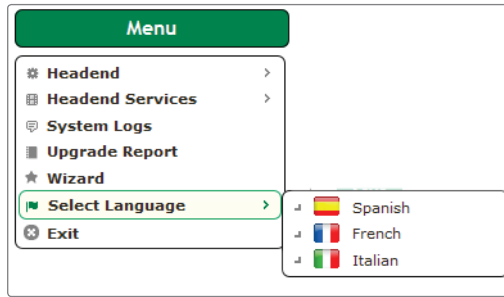 Menu
Headend
Headend Services
System Logs
Upgrade Report
Wizard
Select Language
Spanish
Exit
French
Italian